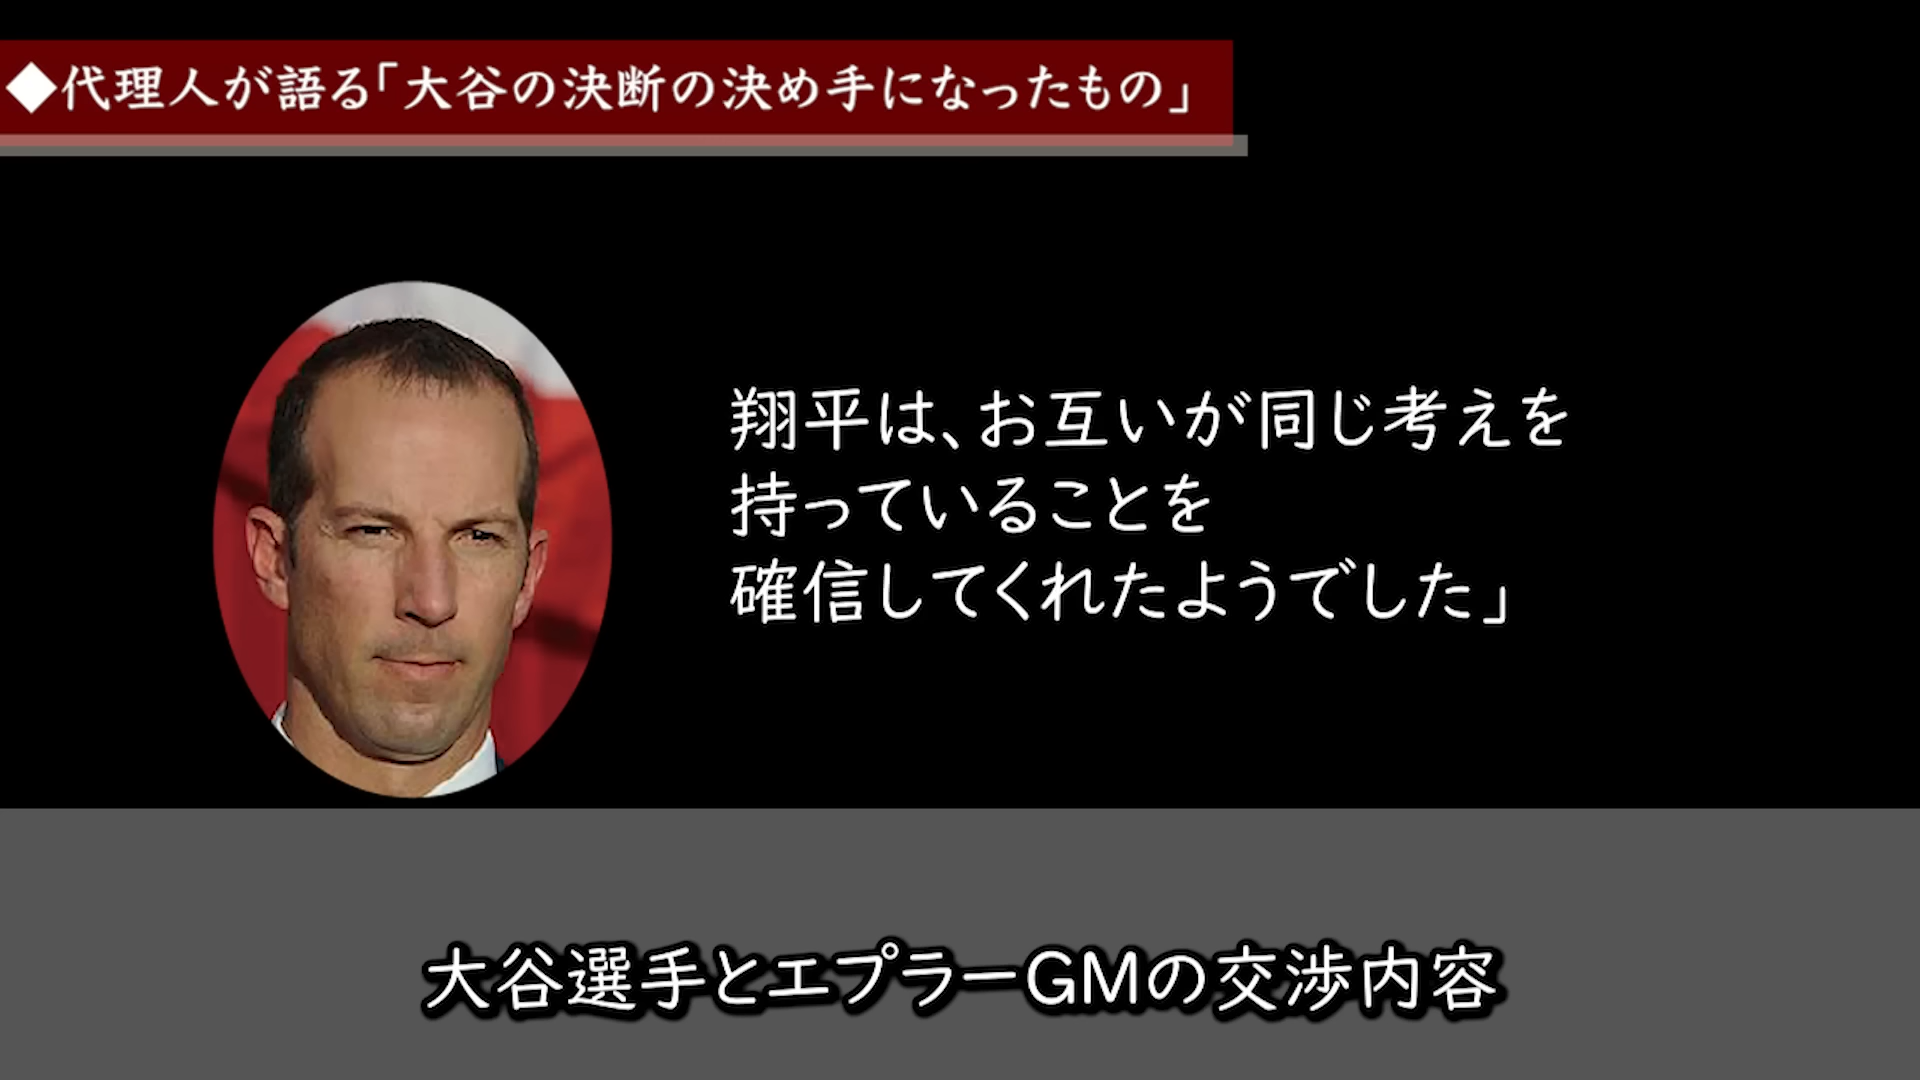 ◆代理人が語る「大谷の決断の決め手になったもの」
翔平は、お互いが同じ考えを
持っていることを
確信してくれたようでした」
大谷選手とエプラーGMの交渉内容